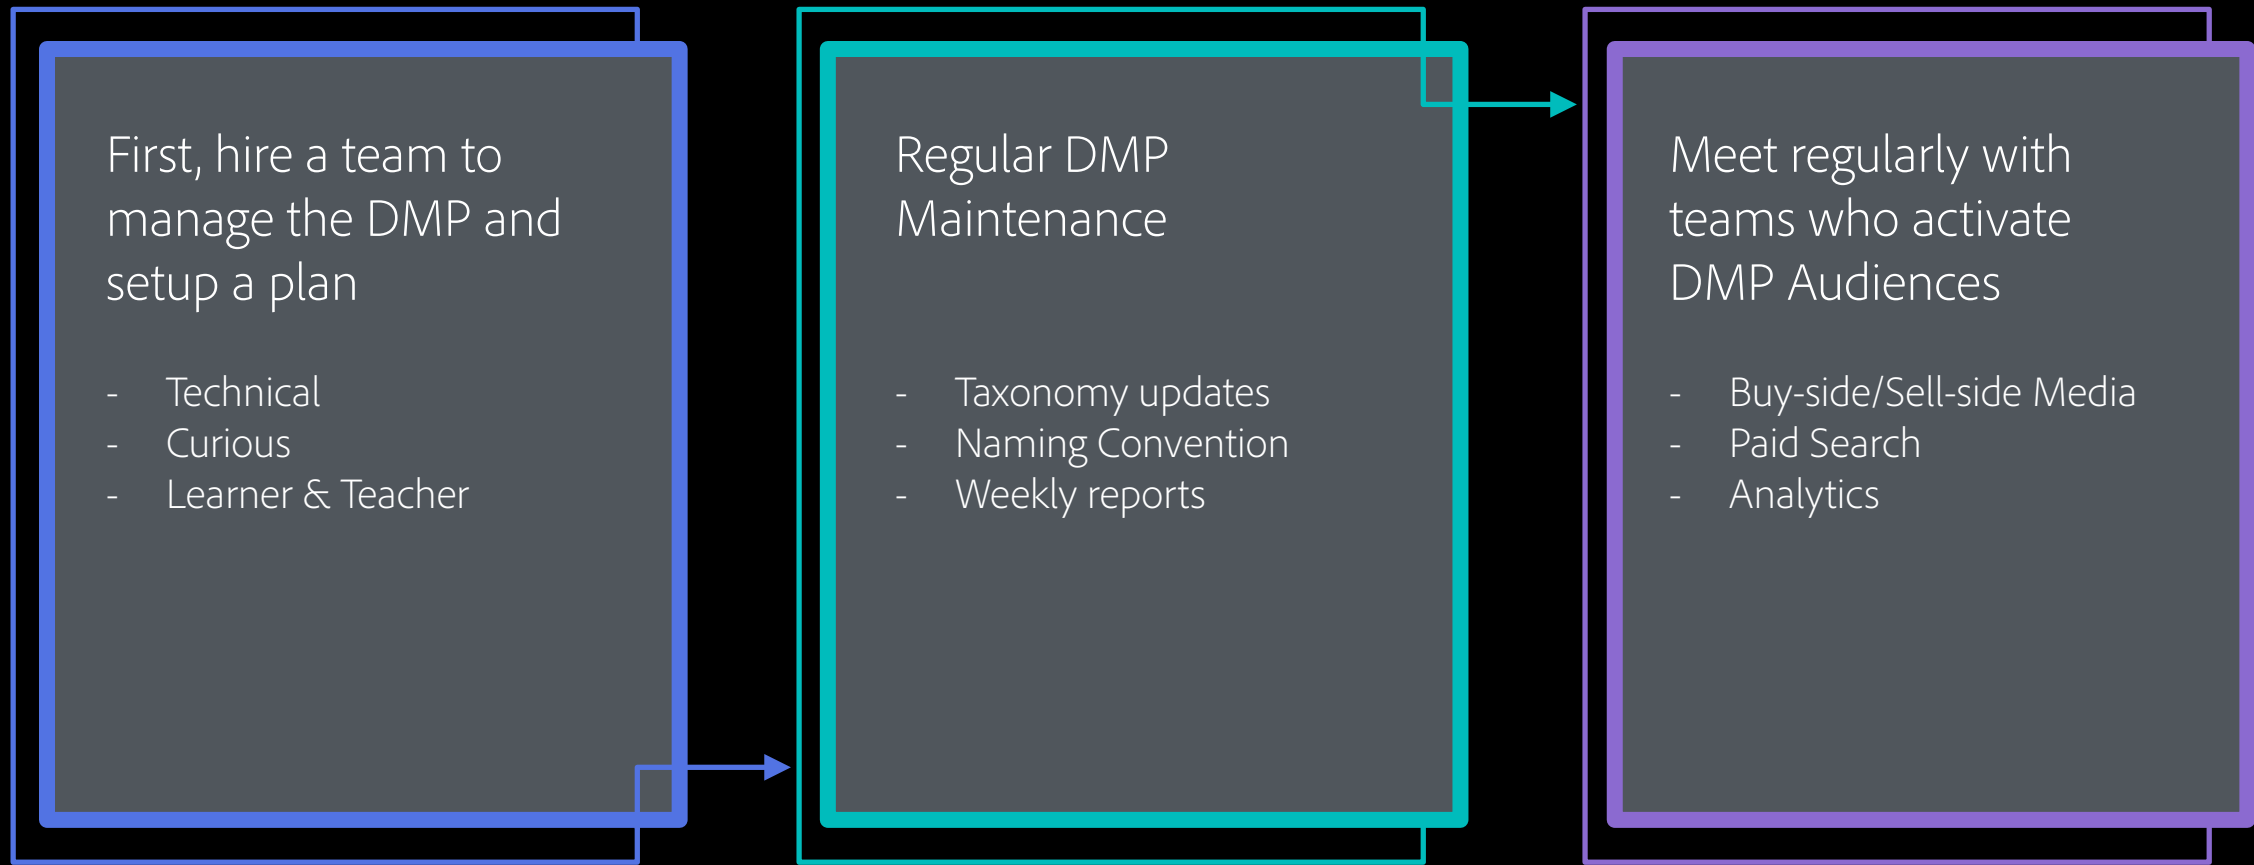 First, hire a team to
manage the DMP and
setup a plan
- Technical
- Curious
- Learner & Teacher
Regular DMP
Maintenance
- Taxonomy updates
- Naming Convention
- Weekly reports
Meet regularly with
teams who activate
DMP Audiences
- Buy-side/Sell-side Media
- Paid Search
- Analytics